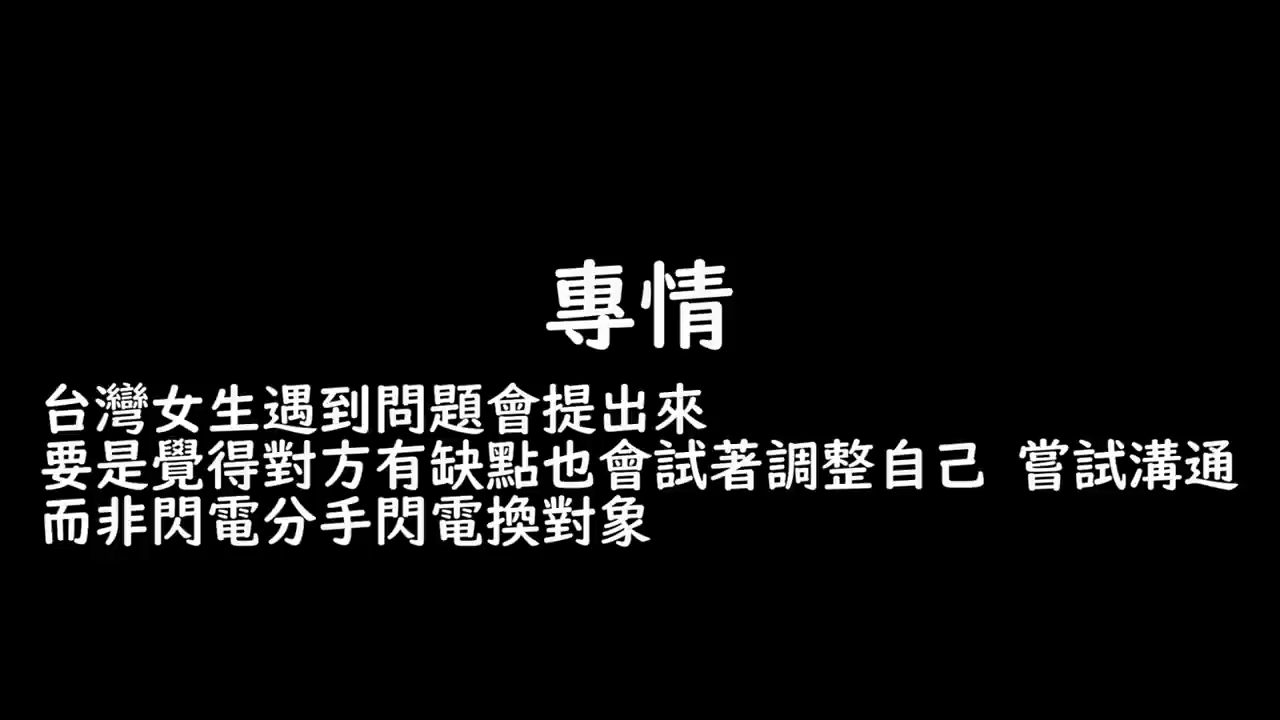 專情
台灣女生遇到問題會提出來
要是覺得對方有缺點也會試著調整自己 嘗試溝通
而非閃電分手閃電換對象